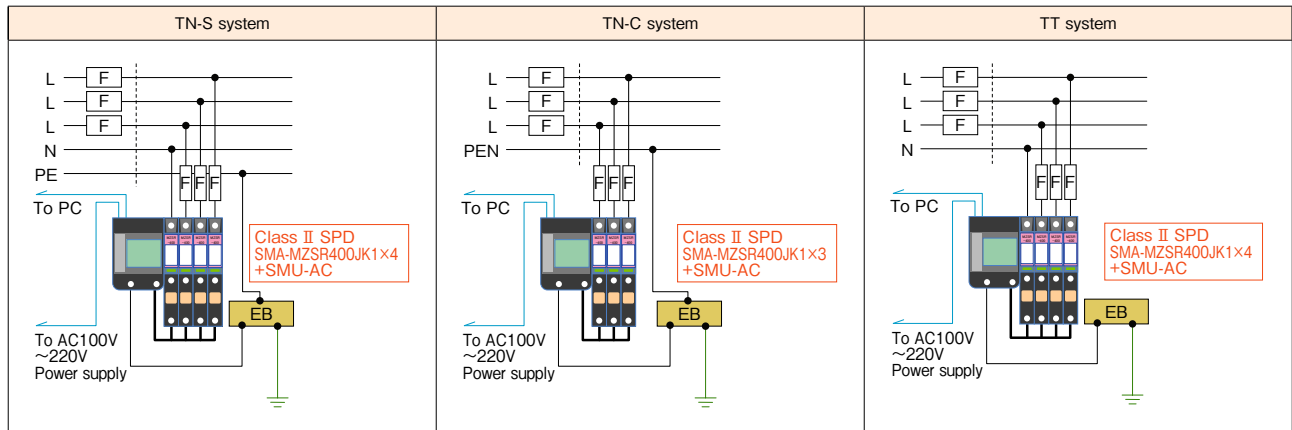 TN-S system
L F
L F
L F
N
PE
F F F
To PC
Class Ⅱ SPD
SMA-MZSR400JK1×4
+SMU-AC
EB
To AC100V
～220V
Power supply
TN-C system
L F
L F
L F
PEN
F F F
To PC
Class Ⅱ SPD
SMA-MZSR400JK1×3
+SMU-AC
EB
To AC100V
～220V
Power supply
TT system
L F
L F
L F
N
F F F
To PC
Class Ⅱ SPD
SMA-MZSR400JK1×4
+SMU-AC
EB
To AC100V
～220V
Power supply